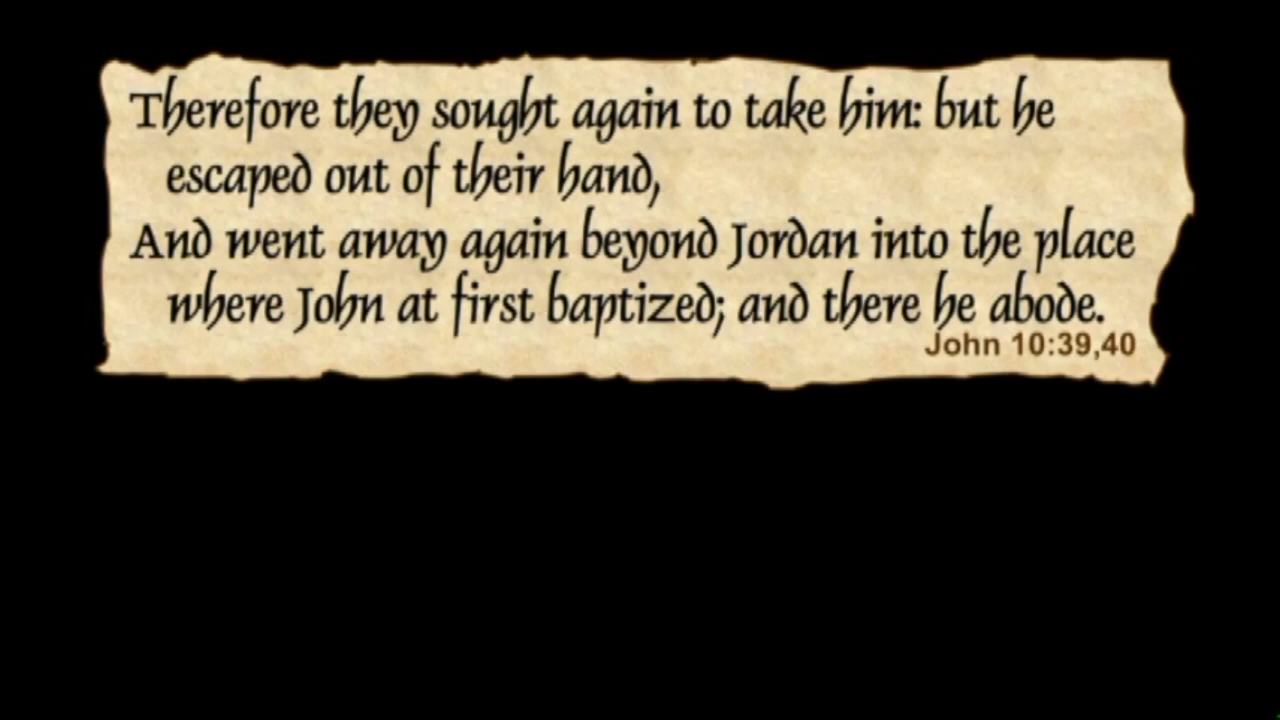 Therefore they sought again to take him: but he
escaped out of their hand,
And went away again beyond Jordan into the place
where John at first baptized; and there he abode.
John 10:39,40